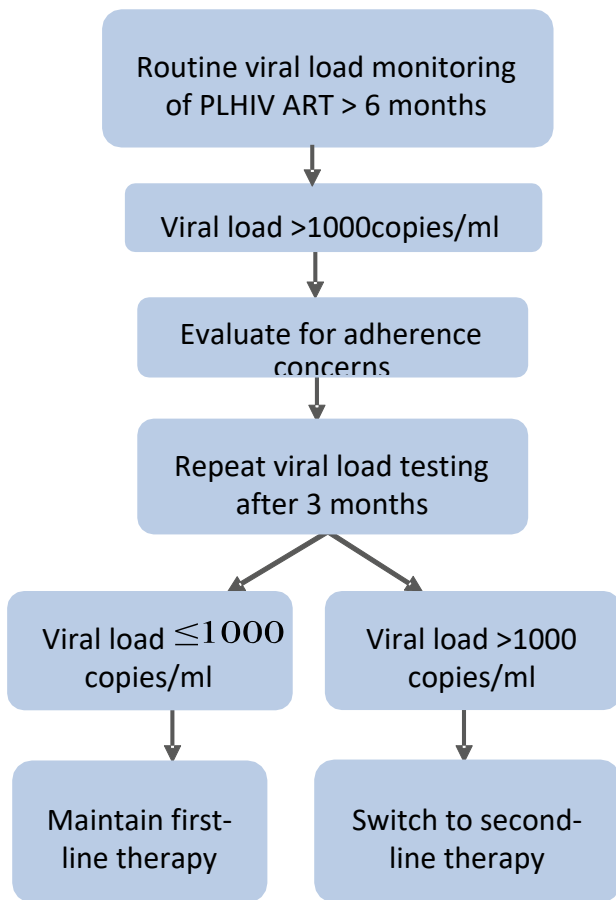 Routine viral load monitoring
of PLHIV ART > 6 months
Viral load >1000copies/ml
Evaluate for adherence
concerns
Repeat viral load testing
after 3 months
Viral load ≤1000
copies/ml
Viral load >1000
copies/ml
Maintain first-
line therapy
Switch to second-
line therapy